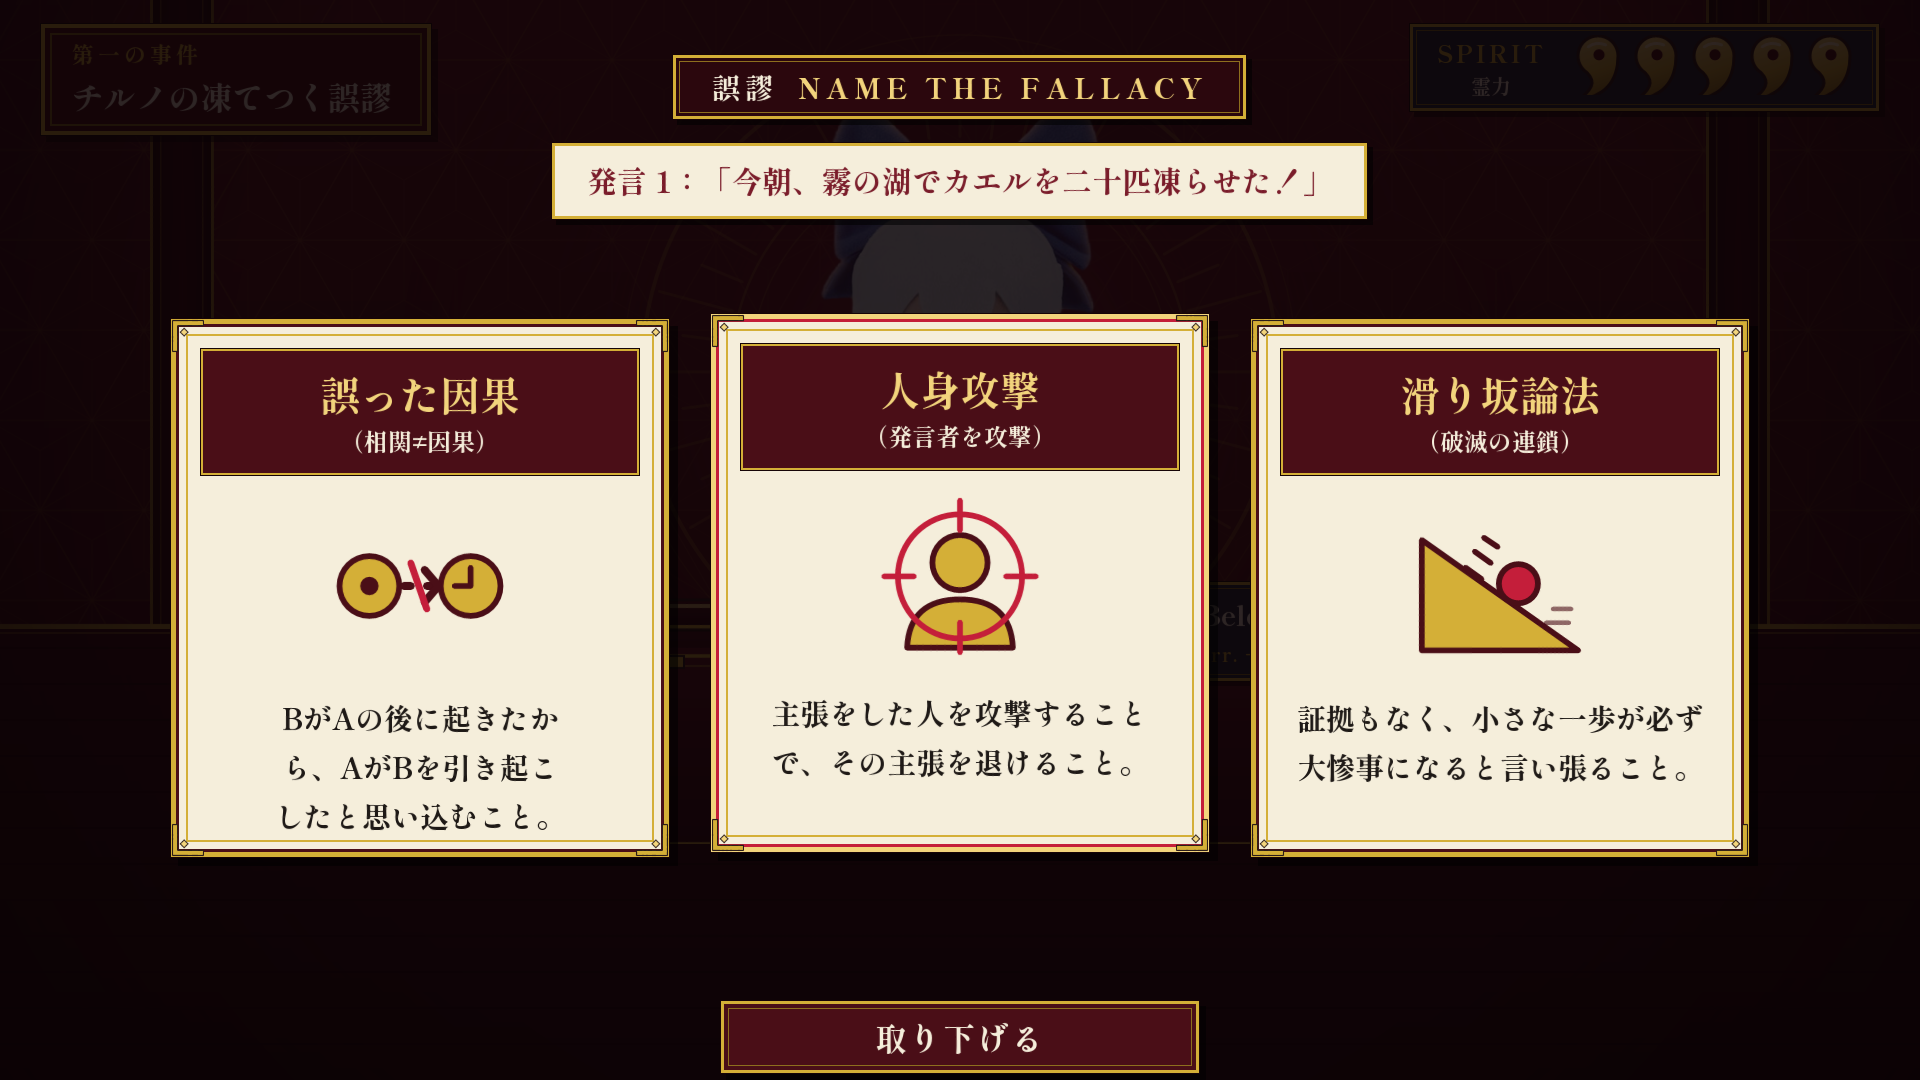 第一の事件
チルノの凍てつく誤謬
SPIRIT
霊力
誤謬 NAME THE FALLACY
発言 1：「今朝、霧の湖でカエルを二十匹凍らせた！」
誤った因果
（相関≠因果）
BがAの後に起きたか
ら、AがBを引き起こ
したと思い込むこと。
人身攻撃
（発言者を攻撃）
主張をした人を攻撃すること
で、その主張を退けること。
滑り坂論法
（破滅の連鎖）
証拠もなく、小さな一歩が必ず
大惨事になると言い張ること。
取り下げる